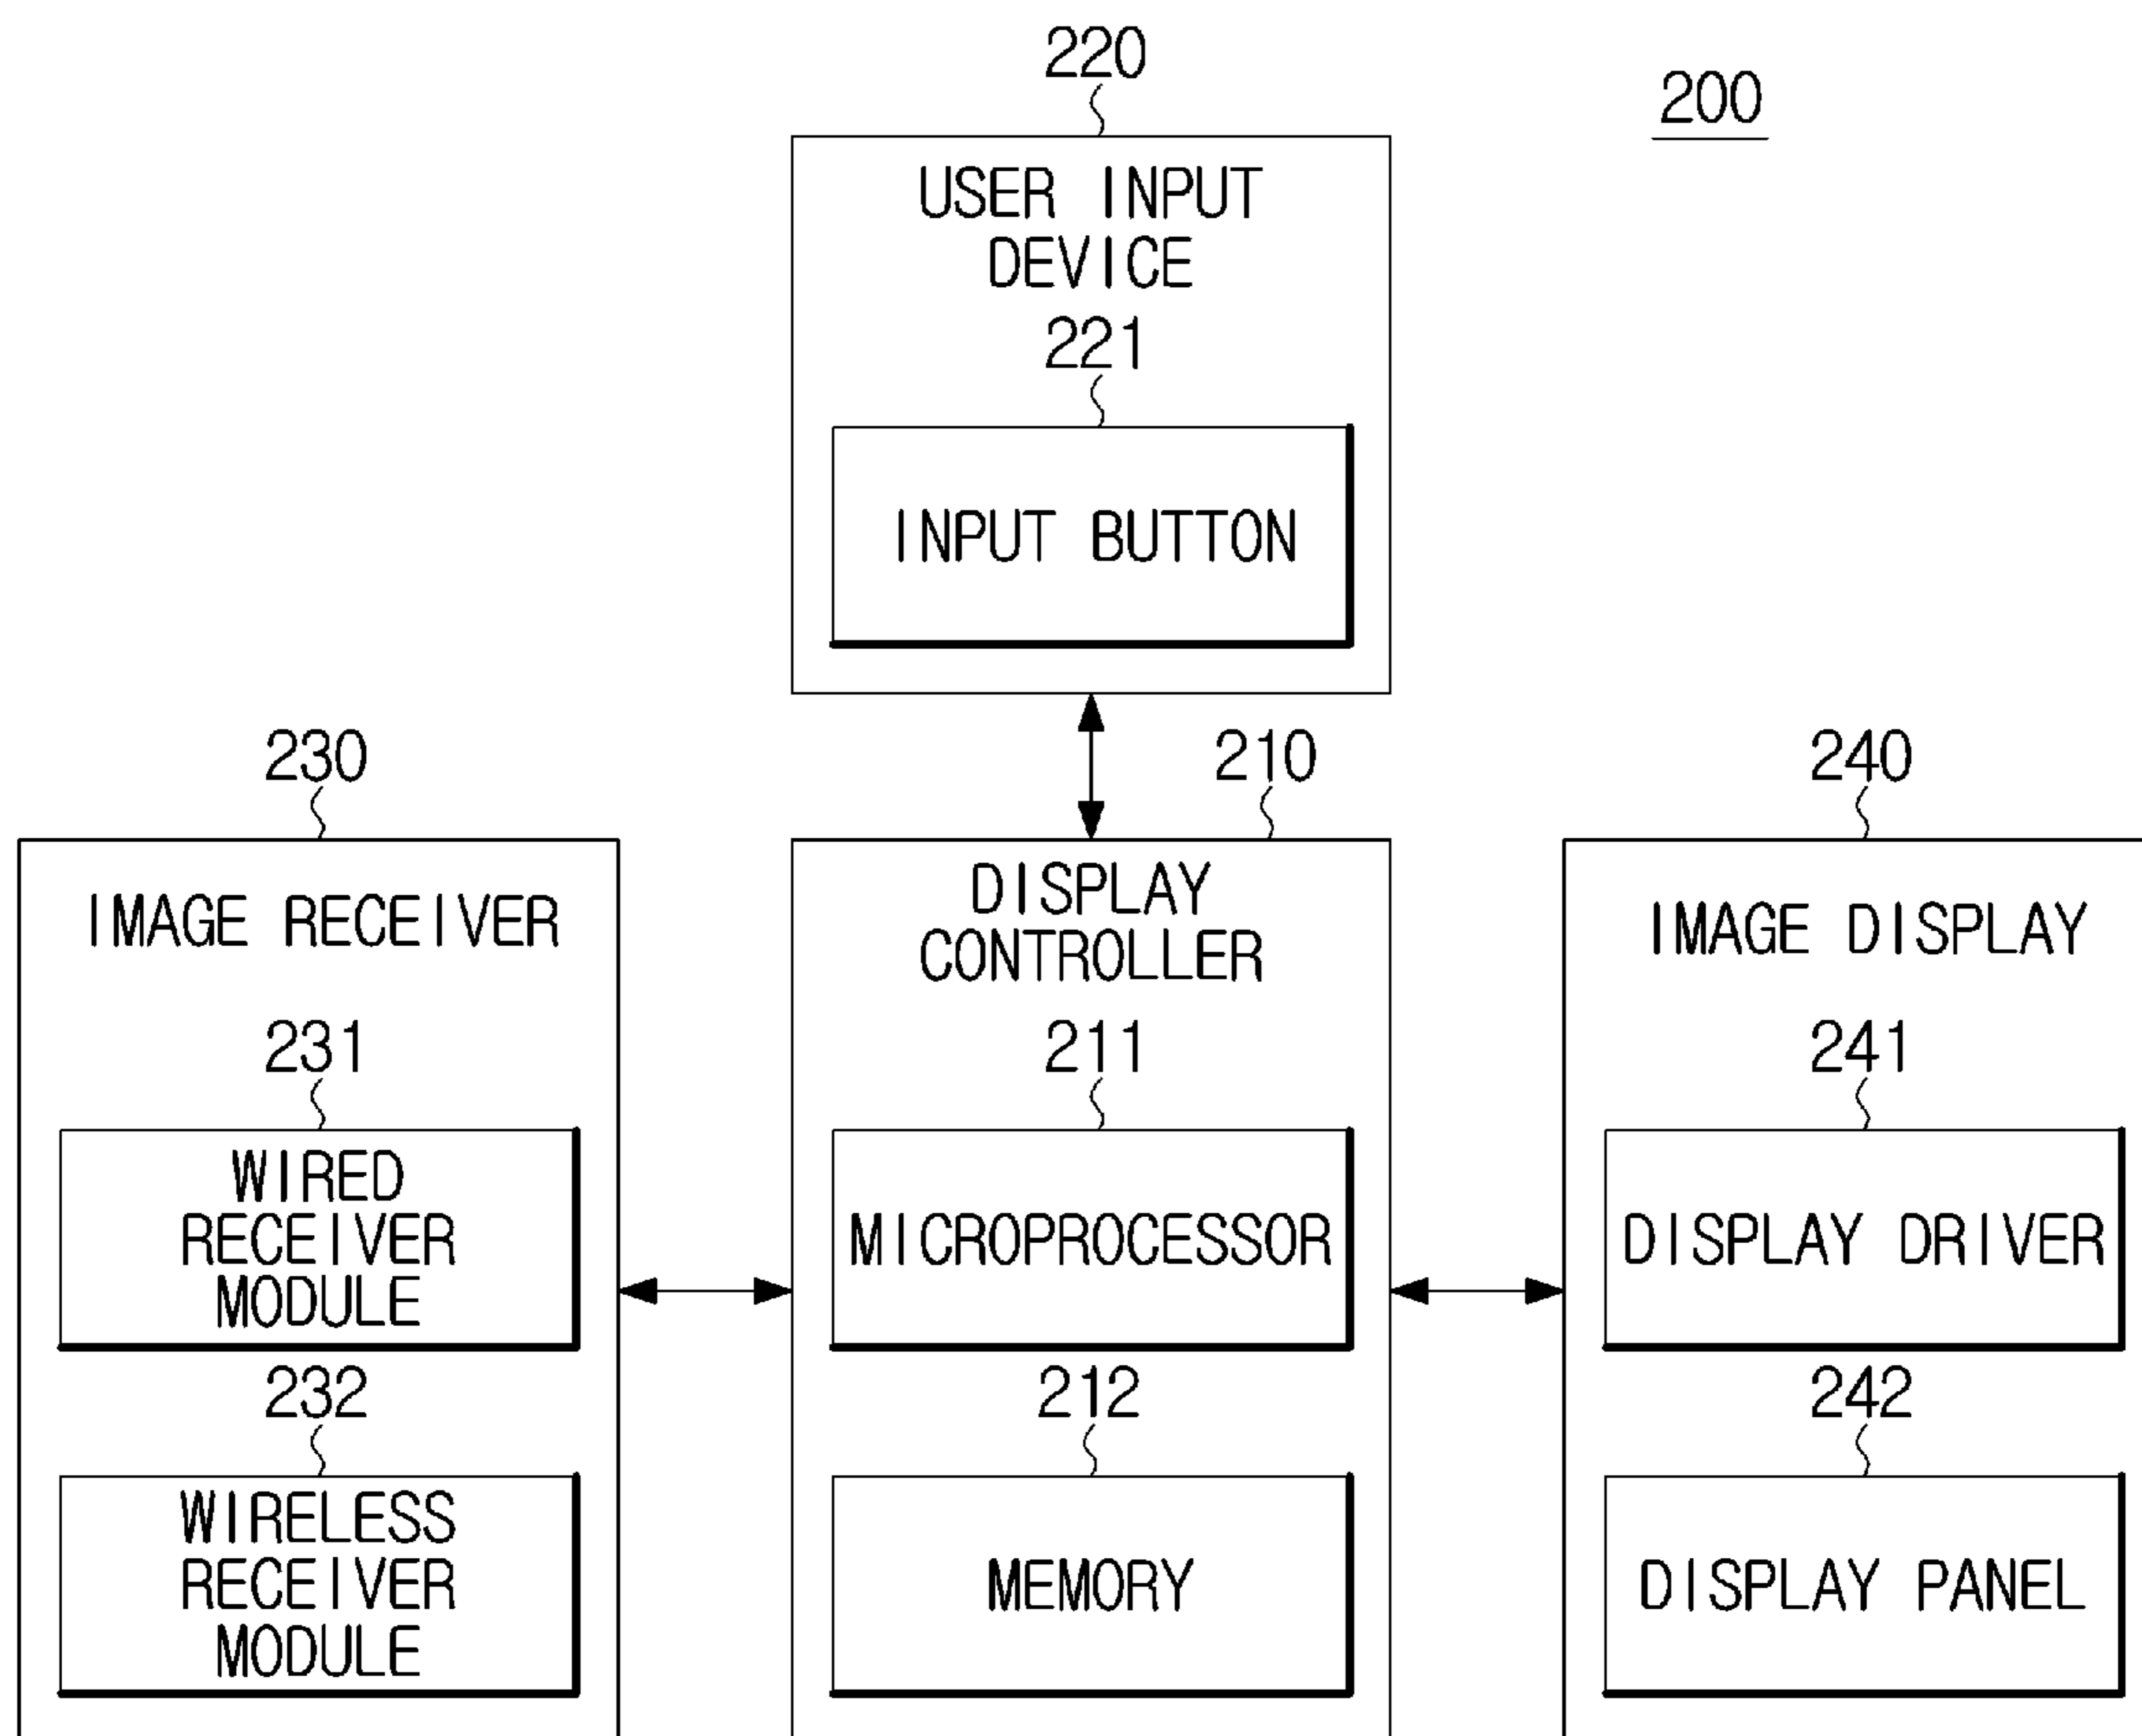 220
200
USER INPUT
DEVICE
221
INPUT BUTTON
230
210
240
IMAGE RECEIVER
DISPLAY
CONTROLLER
IMAGE DISPLAY
231
211
241
WIRED
RECEIVER
MODULE
MICROPROCESSOR
DISPLAY DRIVER
232
212
242
WIRELESS
RECEIVER
MODULE
MEMORY
DISPLAY PANEL